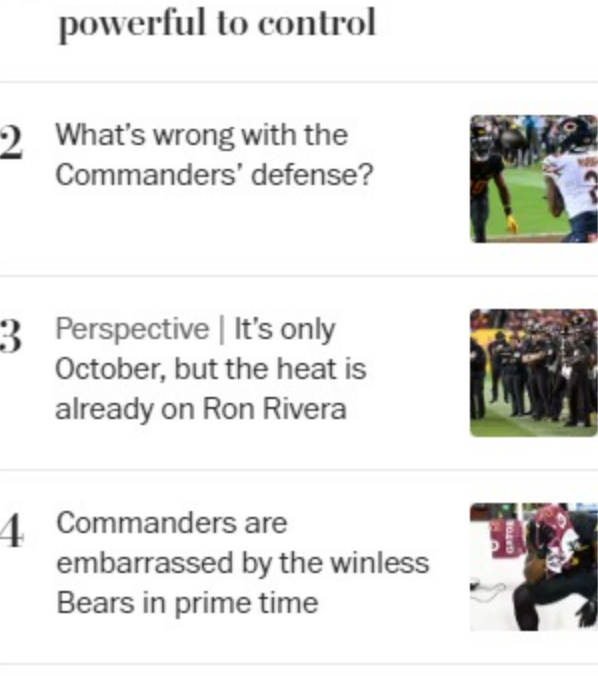 powerful to control
2
What's wrong with the
Commanders' defense?
3
Perspective | It's only
October, but the heat is
already on Ron Rivera
4
Commanders are
embarrassed by the winless
Bears in prime time